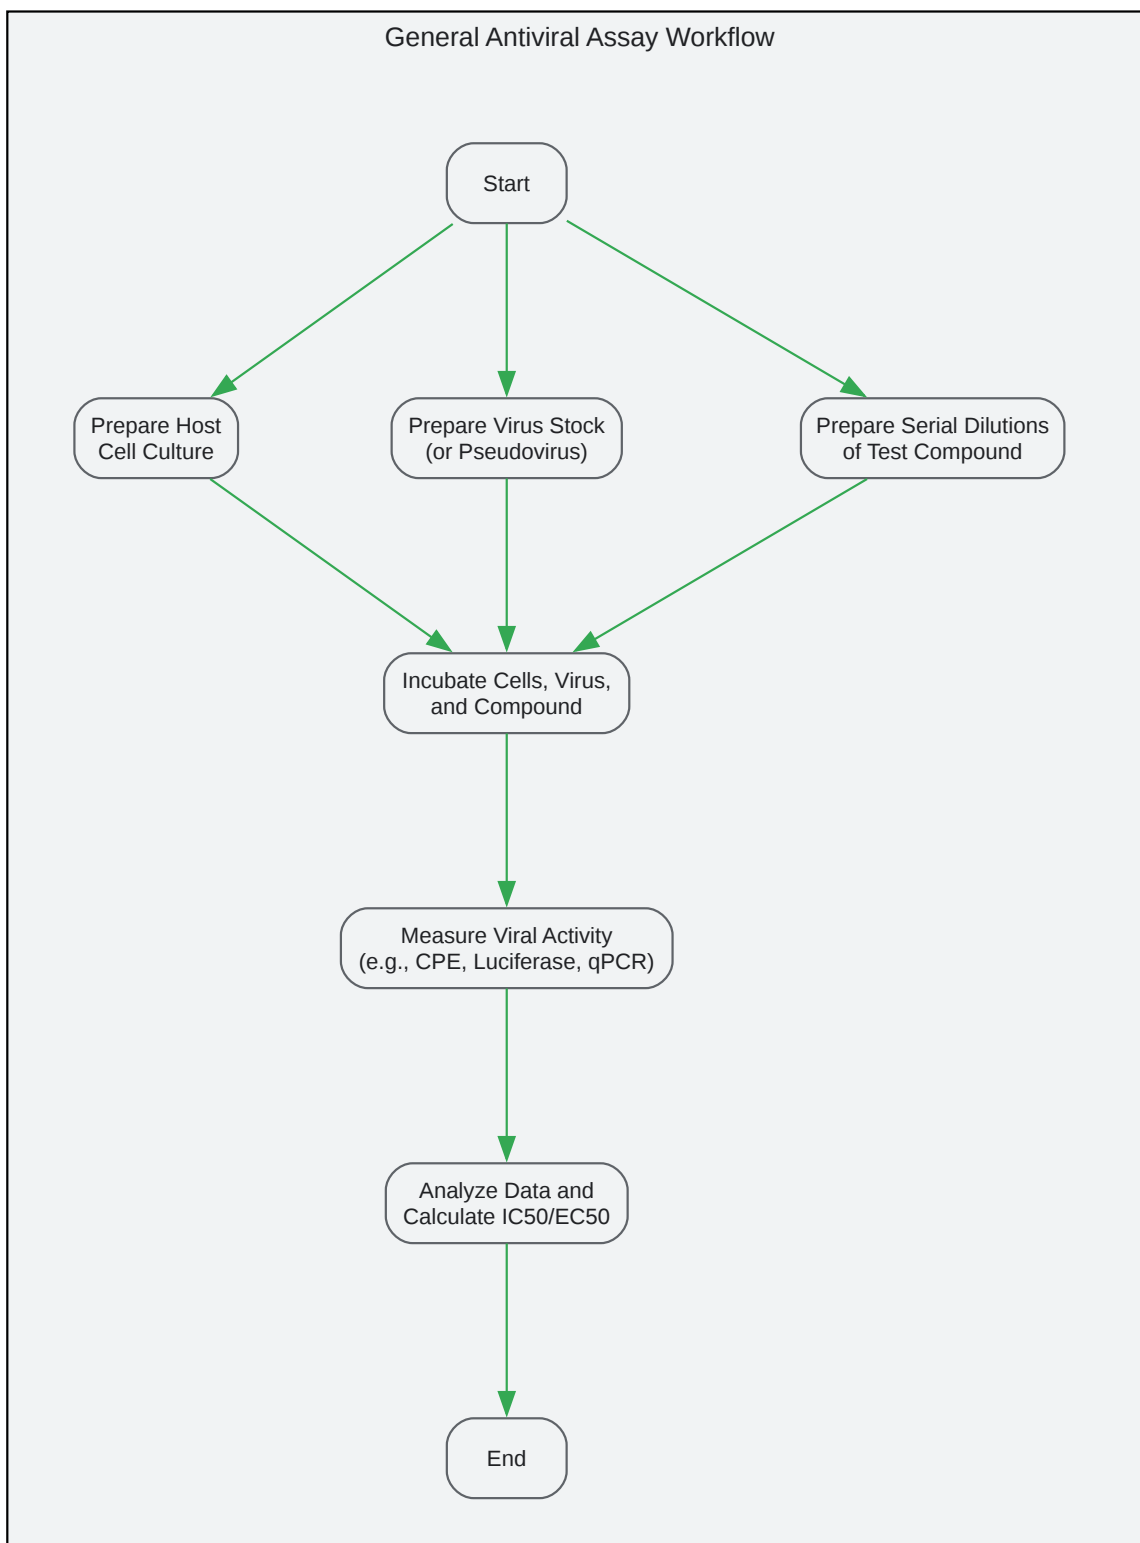 General Antiviral Assay Workflow
Start
Prepare Host
Cell Culture
Prepare Virus Stock
(or Pseudovirus)
Prepare Serial Dilutions
of Test Compound
Incubate Cells, Virus,
and Compound
Measure Viral Activity
(e.g., CPE, Luciferase, qPCR)
Analyze Data and
Calculate IC50/EC50
End